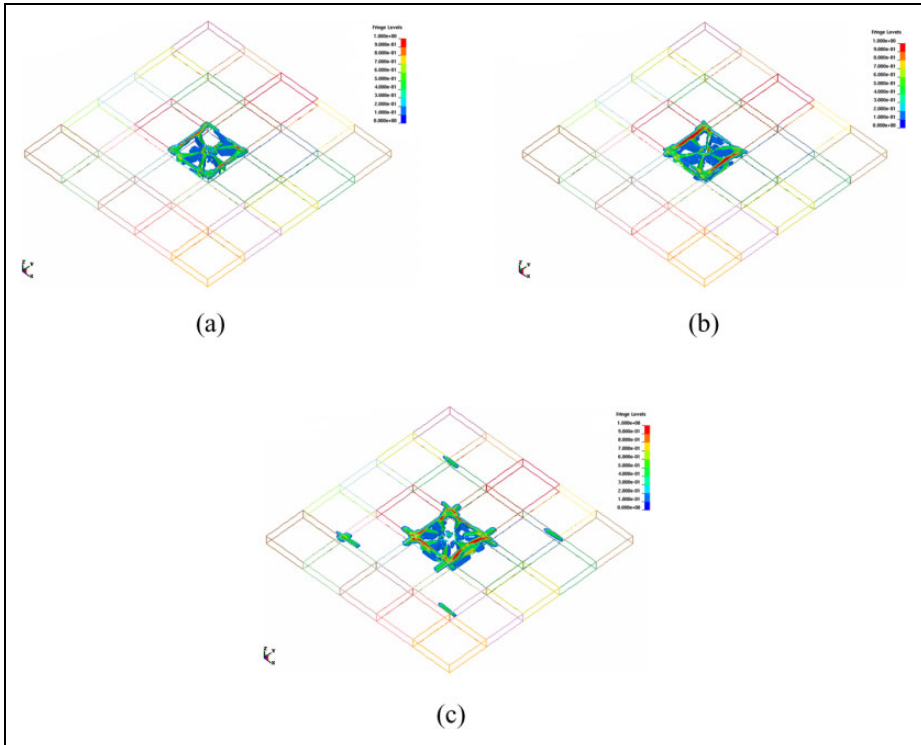 Fringe Levels
1.000e+00
9.000e-01
8.000e-01
7.000e-01
6.000e-01
5.000e-01
4.000e-01
3.000e-01
2.000e-01
1.000e-01
0.000e+00
Z
Y
X
(a)
Fringe Levels
1.000e+00
9.000e-01
8.000e-01
7.000e-01
6.000e-01
5.000e-01
4.000e-01
3.000e-01
2.000e-01
1.000e-01
0.000e+00
Z
Y
X
(b)
Fringe Levels
1.000e+00
9.000e-01
8.000e-01
7.000e-01
6.000e-01
5.000e-01
4.000e-01
3.000e-01
2.000e-01
1.000e-01
0.000e+00
Z
Y
X
(c)